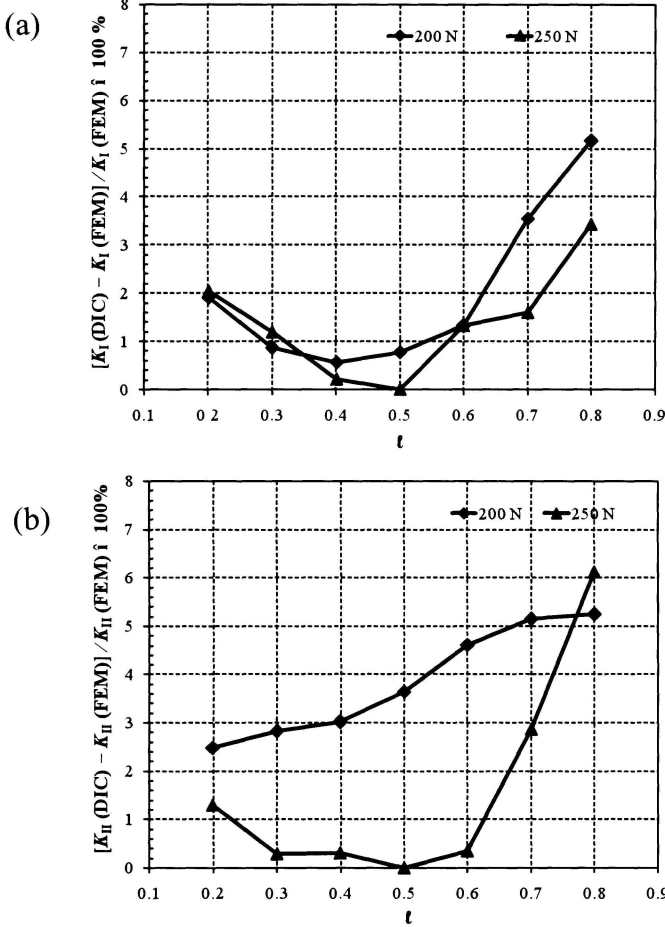 (a)
[K_I (DIC) − K_I (FEM)] / K_I (FEM) î 100 %
8
7
6
5
4
3
2
1
0
200 N 250 N
0.1 0 2 0.3 0.4 0.5 0.6 0.7 0.8 0.9
ℓ
(b)
[K_II (DIC) − K_II (FEM)] / K_II (FEM) î 100%
8
7
6
5
4
3
2
1
0
200 N 250 N
0.1 0.2 0.3 0.4 0.5 0.6 0.7 0.8 0.9
ℓ